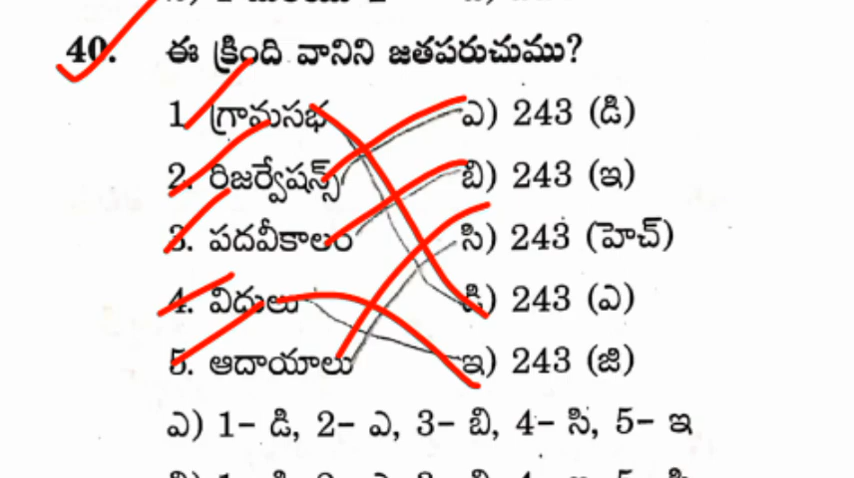 40. ఈ క్రింది వానిని జతపరుచుము?
1. గ్రామసభ ఎ) 243 (డి)
2. రిజర్వేషన్స్ బి) 243 (ఇ)
3. పదవీకాలం సి) 243 (హెచ్)
4. విధులు డి) 243 (ఎ)
5. ఆదాయాలు ఇ) 243 (జి)
ఎ) 1- డి, 2- ఎ, 3- బి, 4- సి, 5- ఇ